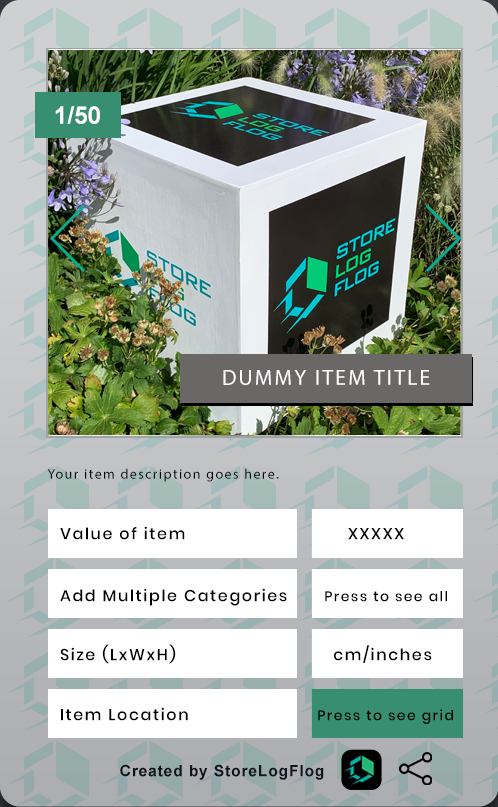 1/50
STORE
LOG
FLOG
STORE
LOG
FLOG
STORE
LOG
FLOG
DUMMY ITEM TITLE
Your item description goes here.
Value of item
XXXXX
Add Multiple Categories
Press to see all
Size (LxWxH)
cm/inches
Item Location
Press to see grid
Created by StoreLogFlog